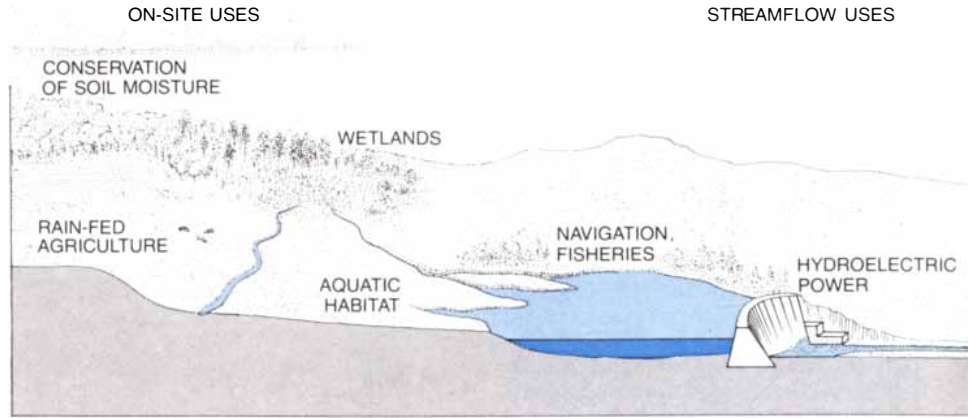 ON-SITE USES
STREAMFLOW USES
CONSERVATION
OF SOIL MOISTURE
WETLANDS
RAIN-FED
AGRICULTURE
AQUATIC
HABITAT
NAVIGATION,
FISHERIES
HYDROELECTRIC
POWER